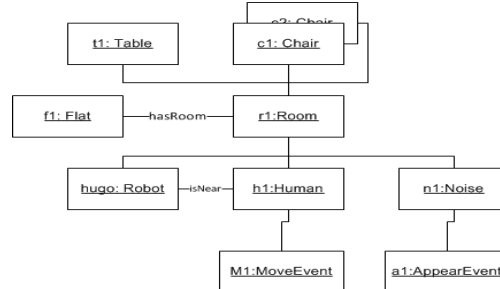 c2: Chair
t1: Table
c1: Chair
f1: Flat
hasRoom
r1:Room
hugo: Robot
isNear
h1:Human
n1:Noise
M1:MoveEvent
a1:AppearEvent